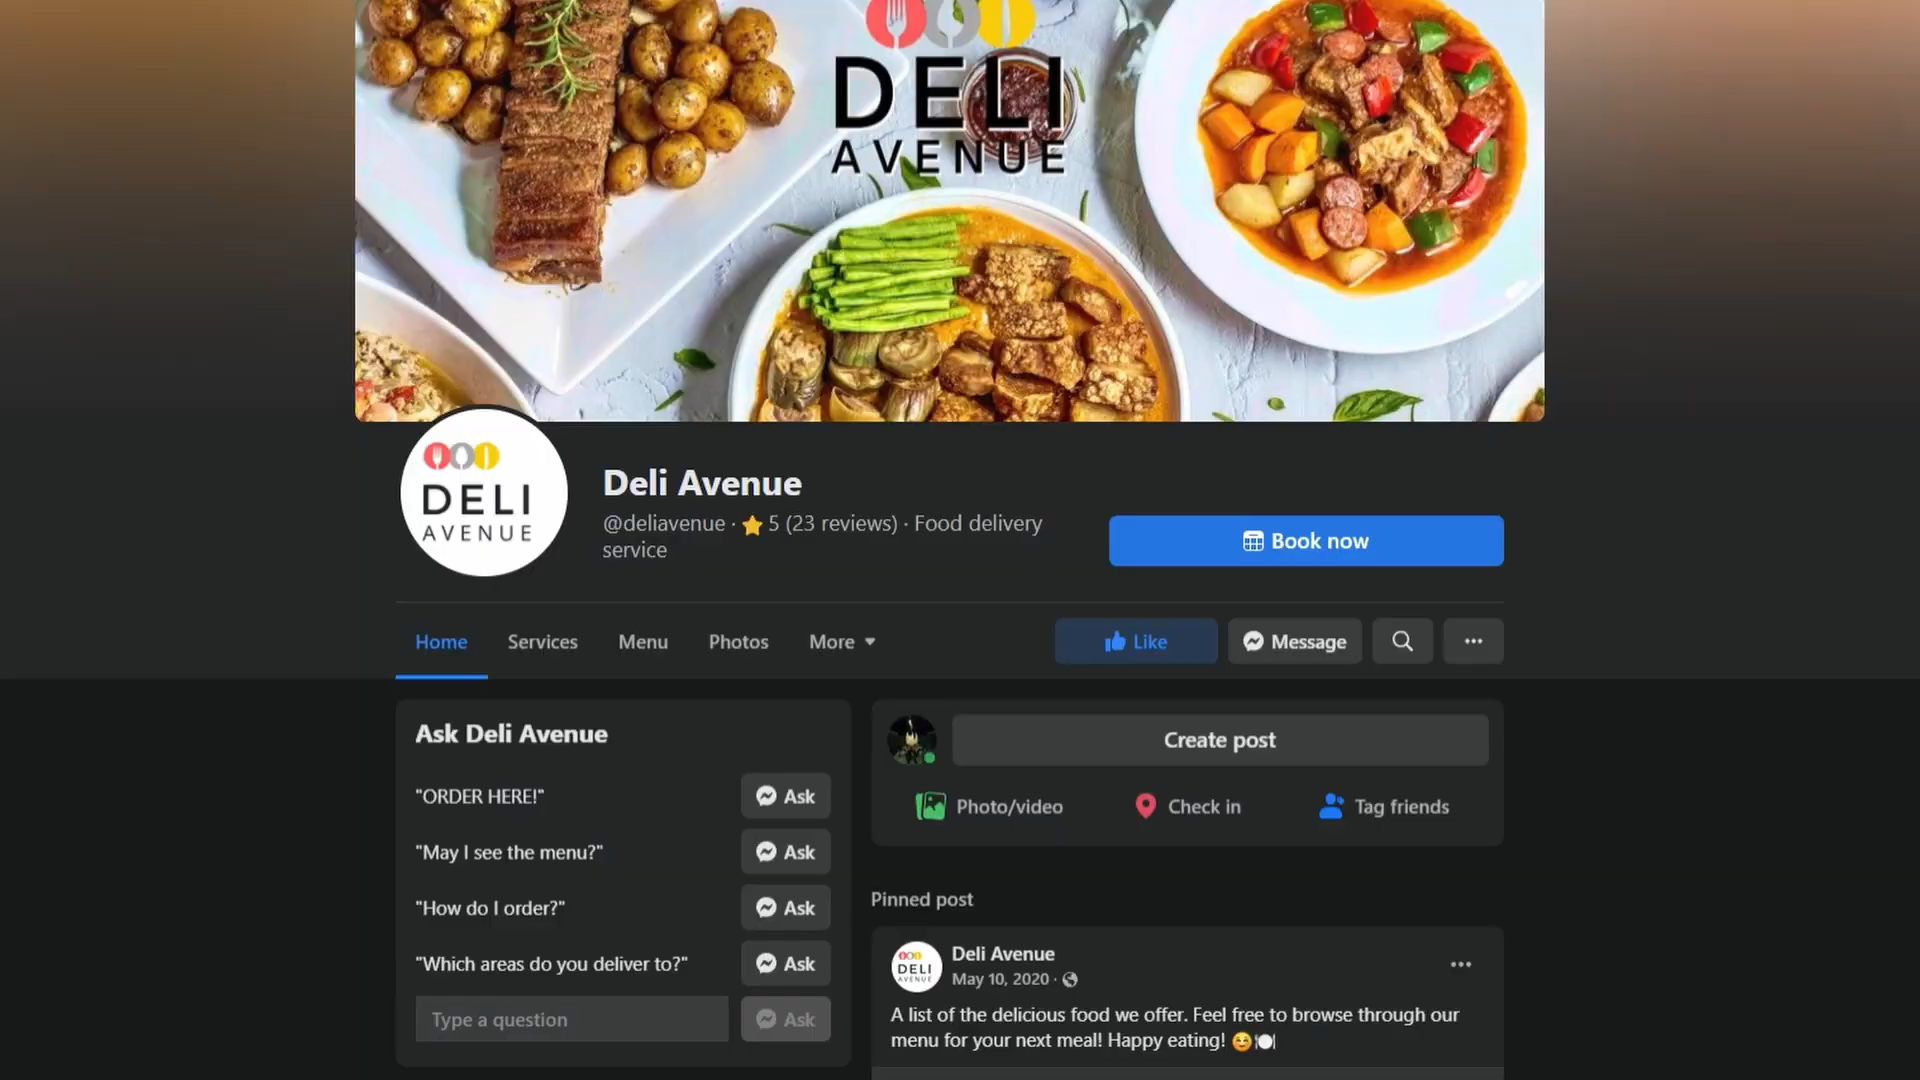 DELI
AVENUE
DELI
AVENUE
Deli Avenue
@deliavenue · 5 (23 reviews) · Food delivery
service
Book now
Home Services Menu Photos More
Like Message
Ask Deli Avenue
"ORDER HERE!" Ask
"May I see the menu?" Ask
"How do I order?" Ask
"Which areas do you deliver to?" Ask
Type a question Ask
Create post
Photo/video Check in Tag friends
Pinned post
DELI
AVENUE
Deli Avenue
May 10, 2020 ·
A list of the delicious food we offer. Feel free to browse through our
menu for your next meal! Happy eating! 😊🍽